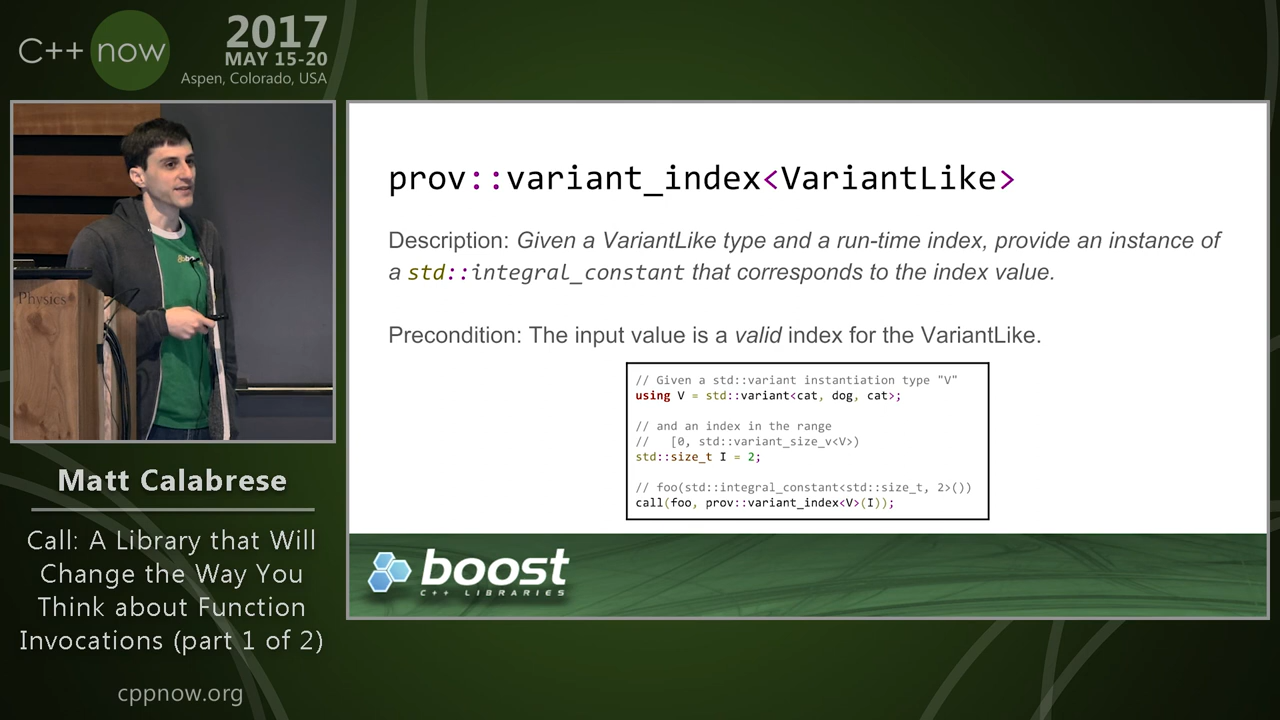 C++ now
2017
MAY 15-20
Aspen, Colorado, USA
Physics
Matt Calabrese
Call: A Library that Will
Change the Way You
Think about Function
Invocations (part 1 of 2)
cppnow.org
prov::variant_index<VariantLike>
Description: Given a VariantLike type and a run-time index, provide an instance of
a std::integral_constant that corresponds to the index value.
Precondition: The input value is a valid index for the VariantLike.
// Given a std::variant instantiation type "V"
using V = std::variant<cat, dog, cat>;
// and an index in the range
//   [0, std::variant_size_v<V>)
std::size_t I = 2;
// foo(std::integral_constant<std::size_t, 2>())
call(foo, prov::variant_index<V>(I));
boost
C++ LIBRARIES